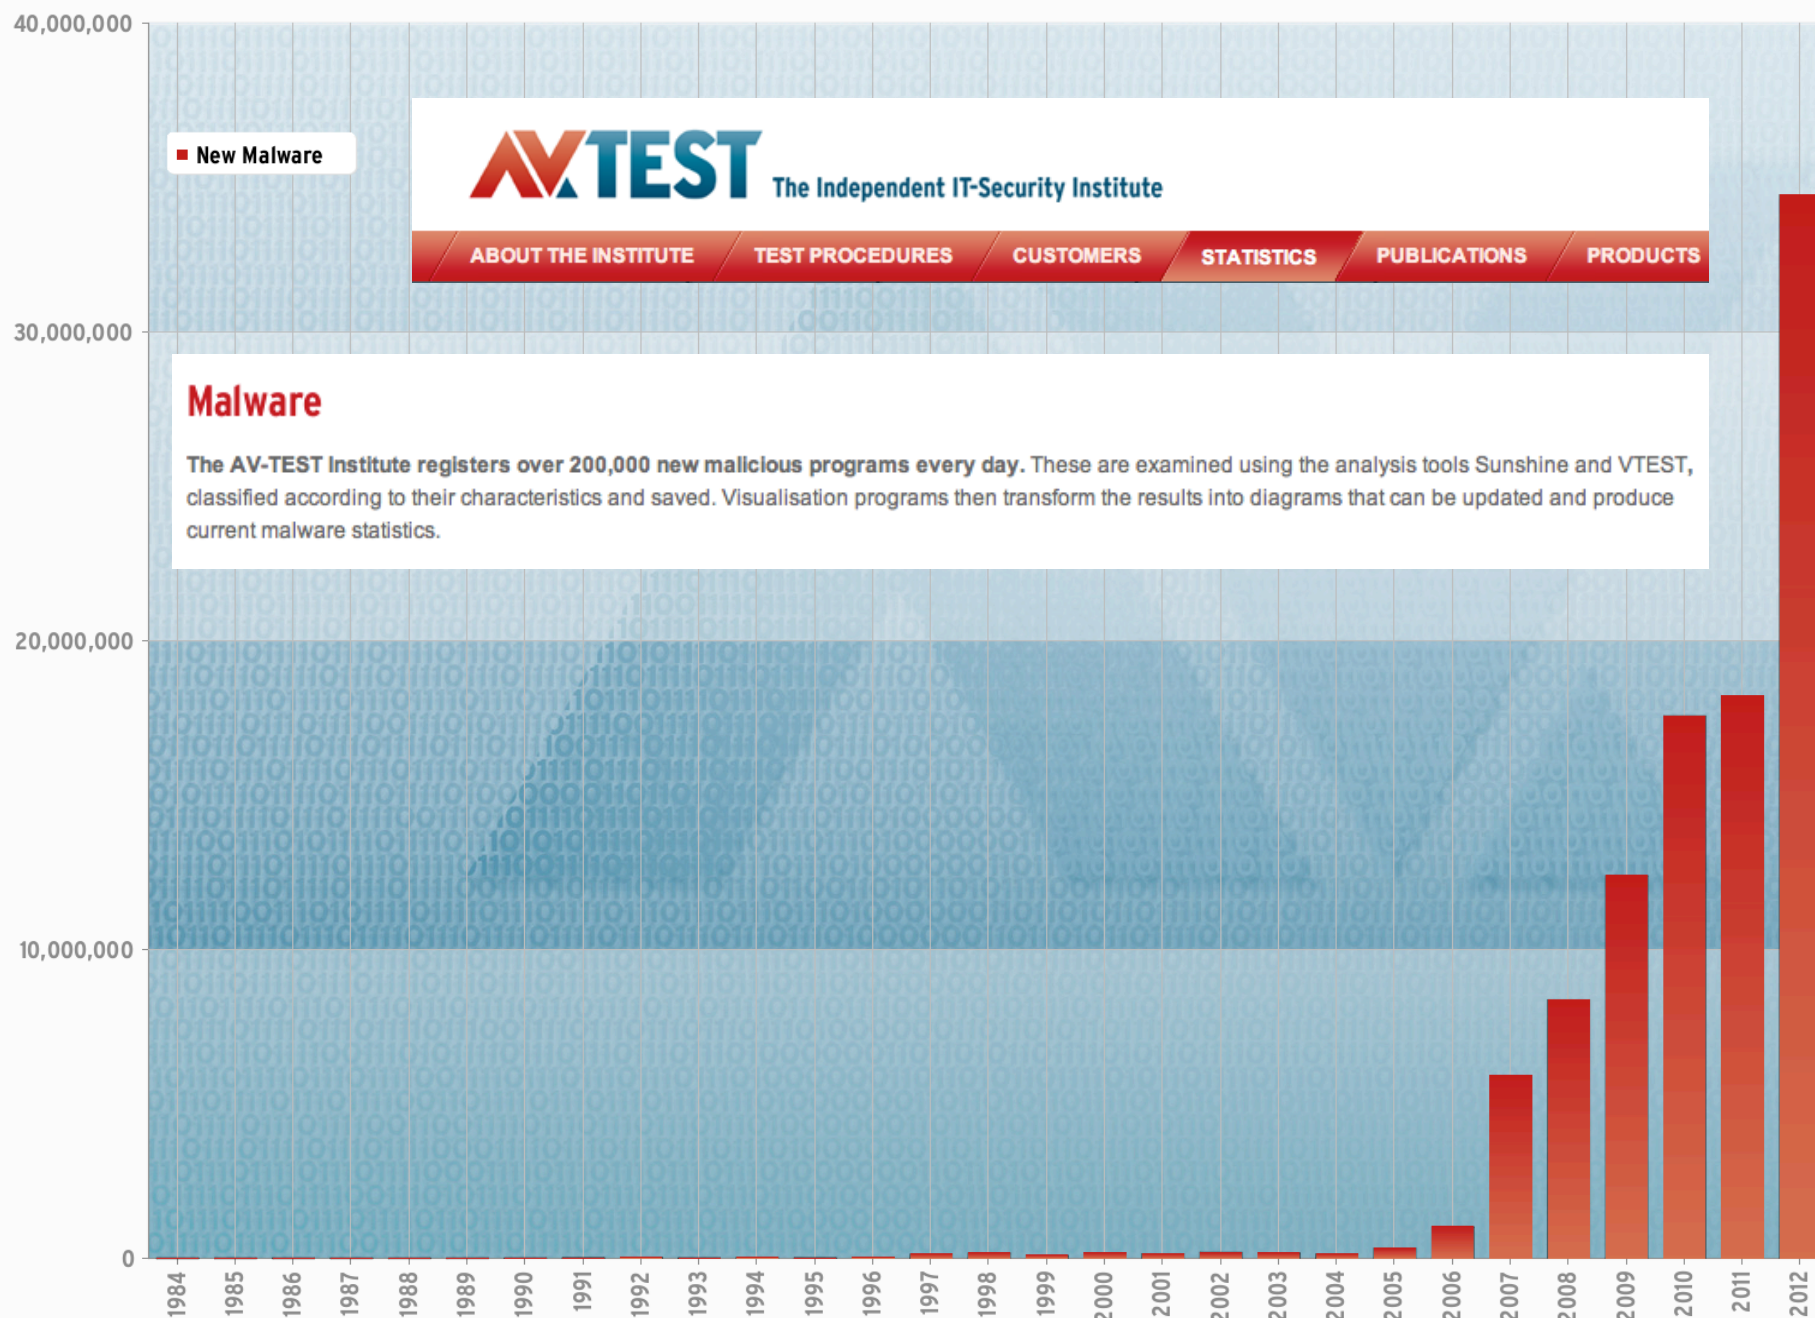 40,000,000
New Malware
AVTEST The Independent IT-Security Institute
ABOUT THE INSTITUTE TEST PROCEDURES CUSTOMERS STATISTICS PUBLICATIONS PRODUCTS
30,000,000
Malware
The AV-TEST Institute registers over 200,000 new malicious programs every day. These are examined using the analysis tools Sunshine and VTEST,
classified according to their characteristics and saved. Visualisation programs then transform the results into diagrams that can be updated and produce
current malware statistics.
20,000,000
10,000,000
0
1984 1985 1986 1987 1988 1989 1990 1991 1992 1993 1994 1995 1996 1997 1998 1999 2000 2001 2002 2003 2004 2005 2006 2007 2008 2009 2010 2011 2012